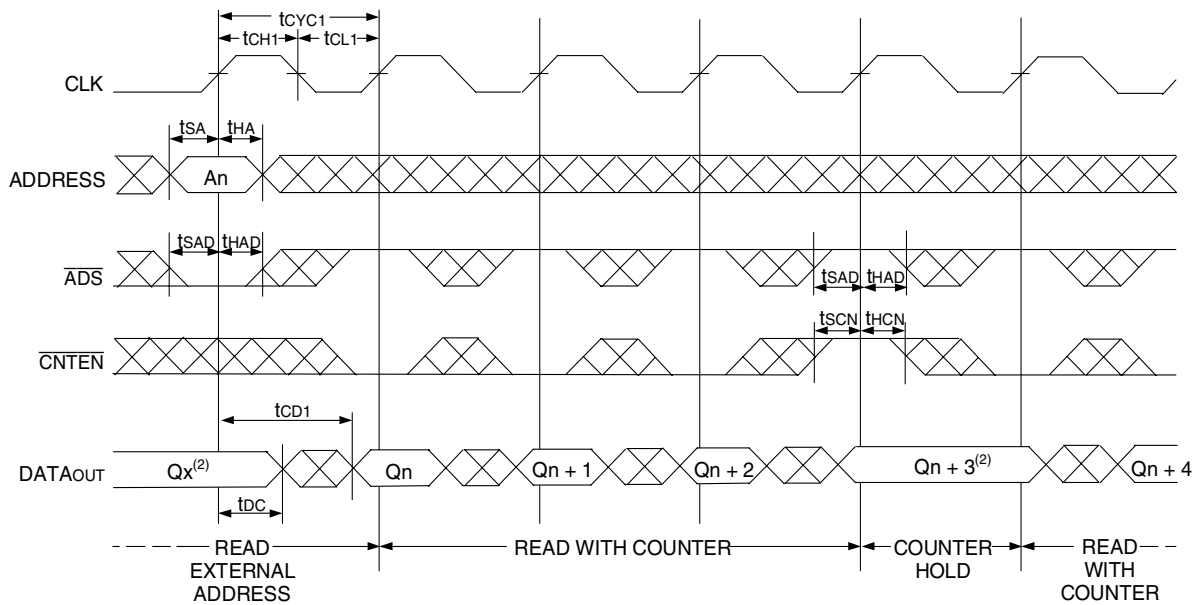 tCYC1
tCH1 tCL1
CLK
tSA tHA
ADDRESS An
tSAD tHAD
ADS
tSAD tHAD
tSCN tHCN
CNTEN
tCD1
DATAOUT Qx(2) Qn Qn + 1 Qn + 2 Qn + 3(2) Qn + 4
tDC
READ EXTERNAL ADDRESS
READ WITH COUNTER
COUNTER HOLD
READ WITH COUNTER